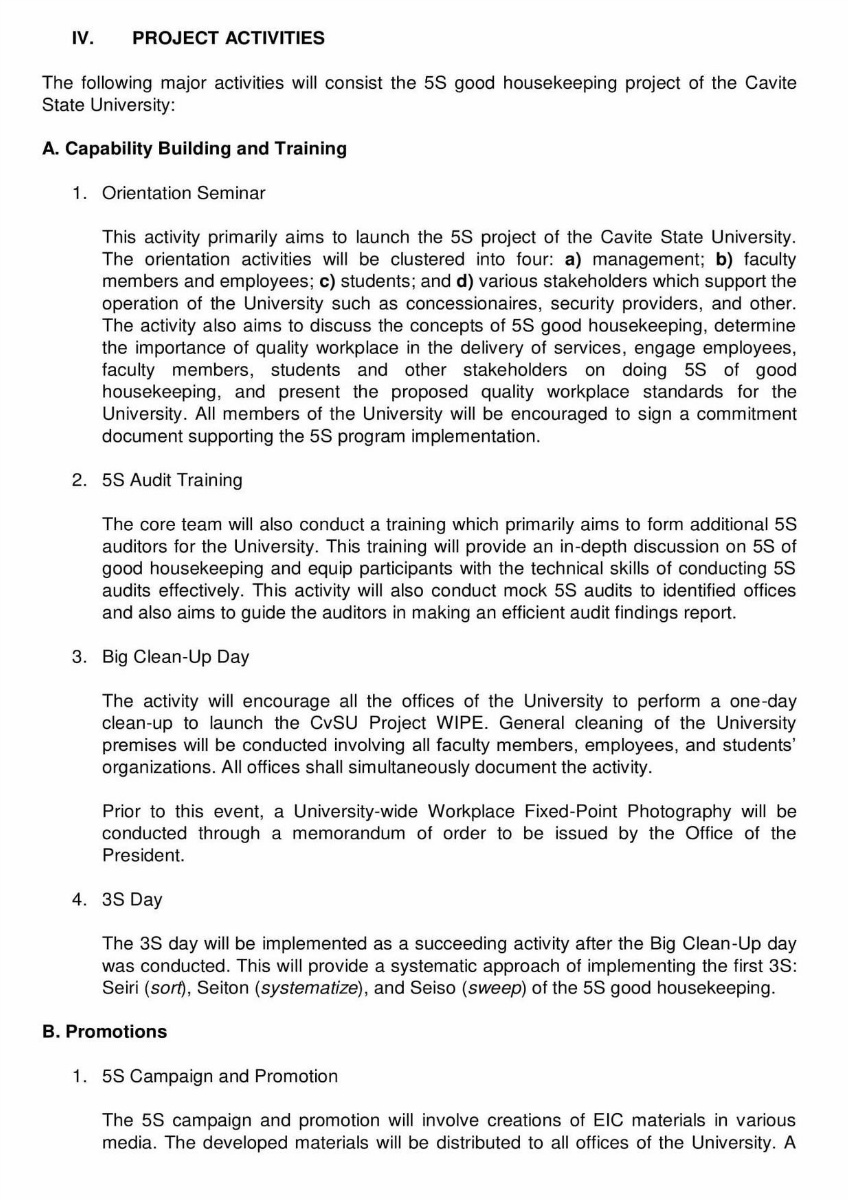 IV. PROJECT ACTIVITIES
The following major activities will consist the 5S good housekeeping project of the Cavite
State University:
A. Capability Building and Training
1. Orientation Seminar
This activity primarily aims to launch the 5S project of the Cavite State University.
The orientation activities will be clustered into four: a) management; b) faculty
members and employees; c) students; and d) various stakeholders which support the
operation of the University such as concessionaires, security providers, and other.
The activity also aims to discuss the concepts of 5S good housekeeping, determine
the importance of quality workplace in the delivery of services, engage employees,
faculty members, students and other stakeholders on doing 5S of good
housekeeping, and present the proposed quality workplace standards for the
University. All members of the University will be encouraged to sign a commitment
document supporting the 5S program implementation.
2. 5S Audit Training
The core team will also conduct a training which primarily aims to form additional 5S
auditors for the University. This training will provide an in-depth discussion on 5S of
good housekeeping and equip participants with the technical skills of conducting 5S
audits effectively. This activity will also conduct mock 5S audits to identified offices
and also aims to guide the auditors in making an efficient audit findings report.
3. Big Clean-Up Day
The activity will encourage all the offices of the University to perform a one-day
clean-up to launch the CvSU Project WIPE. General cleaning of the University
premises will be conducted involving all faculty members, employees, and students’
organizations. All offices shall simultaneously document the activity.
Prior to this event, a University-wide Workplace Fixed-Point Photography will be
conducted through a memorandum of order to be issued by the Office of the
President.
4. 3S Day
The 3S day will be implemented as a succeeding activity after the Big Clean-Up day
was conducted. This will provide a systematic approach of implementing the first 3S:
Seiri (sort), Seiton (systematize), and Seiso (sweep) of the 5S good housekeeping.
B. Promotions
1. 5S Campaign and Promotion
The 5S campaign and promotion will involve creations of EIC materials in various
media. The developed materials will be distributed to all offices of the University. A